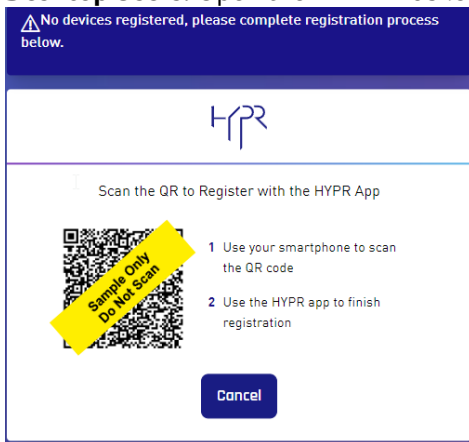 No devices registered, please complete registration process
below.
HYPR
Scan the QR to Register with the HYPR App
Sample Only
Do Not Scan
1 Use your smartphone to scan
the QR code
2 Use the HYPR app to finish
registration
Cancel